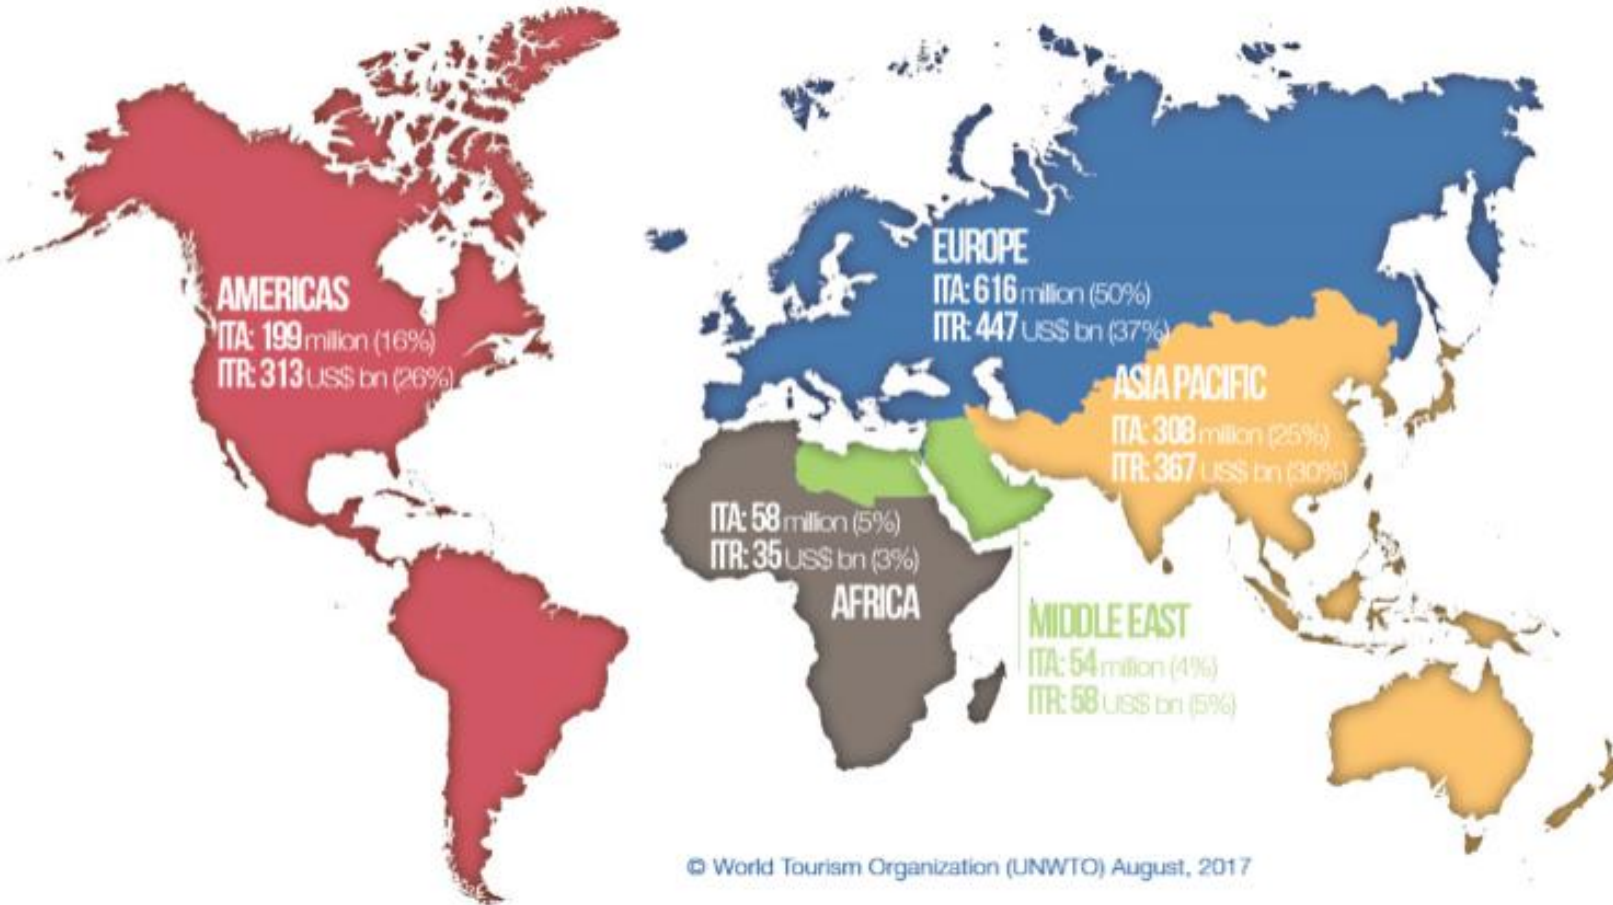 AMERICAS
ITA: 199 million (16%)
ITR: 313 US$ bn (26%)
EUROPE
ITA: 616 million (50%)
ITR: 447 US$ bn (37%)
ASIA PACIFIC
ITA: 308 million (25%)
ITR: 367 US$ bn (30%)
ITA: 58 million (5%)
ITR: 35 US$ bn (3%)
AFRICA
MIDDLE EAST
ITA: 54 million (4%)
ITR: 58 US$ bn (5%)
© World Tourism Organization (UNWTO) August, 2017